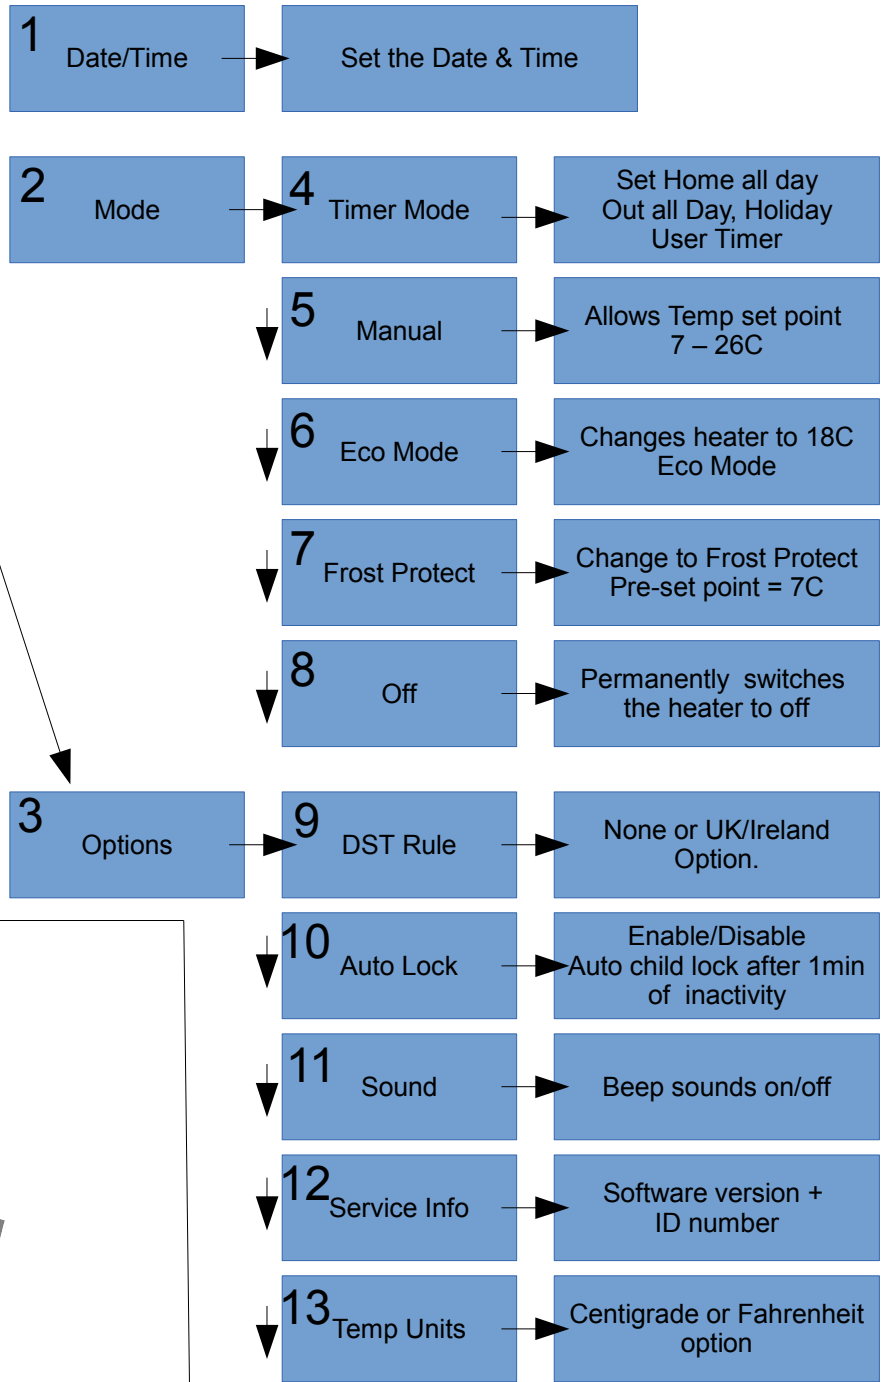 1
Date/Time
Set the Date & Time
2
Mode
4
Timer Mode
Set Home all day
Out all Day, Holiday
User Timer
5
Manual
Allows Temp set point
7 – 26C
6
Eco Mode
Changes heater to 18C
Eco Mode
7
Frost Protect
Change to Frost Protect
Pre-set point = 7C
8
Off
Permanently switches
the heater to off
3
Options
9
DST Rule
None or UK/Ireland
Option.
10
Auto Lock
Enable/Disable
Auto child lock after 1min
of inactivity
11
Sound
Beep sounds on/off
12
Service Info
Software version +
ID number
13
Temp Units
Centigrade or Fahrenheit
option